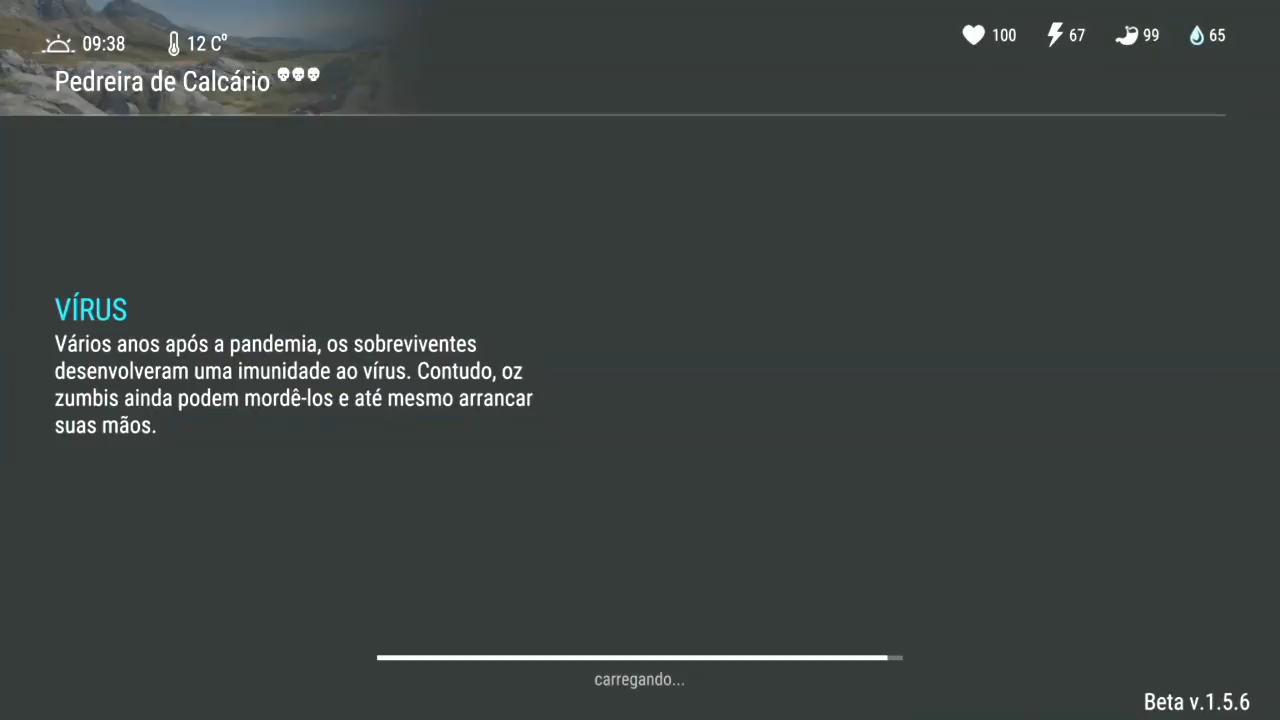 09:38 12 Cº
100 67 99 65
Pedreira de Calcário
VÍRUS
Vários anos após a pandemia, os sobreviventes
desenvolveram uma imunidade ao vírus. Contudo, oz
zumbis ainda podem mordê-los e até mesmo arrancar
suas mãos.
carregando...
Beta v.1.5.6